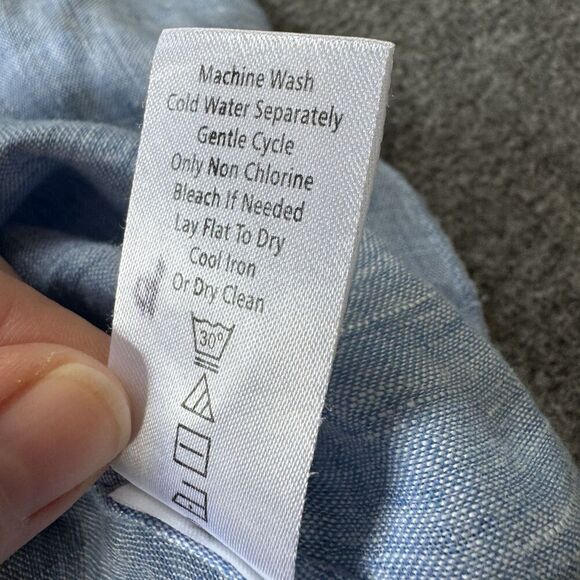 Machine Wash
Cold Water Separately
Gentle Cycle
Only Non Chlorine
Bleach If Needed
Lay Flat To Dry
Cool Iron
Or Dry Clean
30°